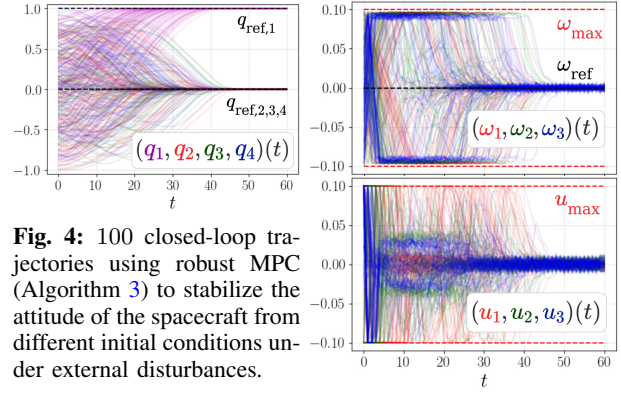 1.0
0.5
0.0
−0.5
−1.0
q_ref,1
q_ref,2,3,4
(q_1, q_2, q_3, q_4)(t)
0 10 20 30 40 50 60
t
Fig. 4: 100 closed-loop tra-
jectories using robust MPC
(Algorithm 3) to stabilize the
attitude of the spacecraft from
different initial conditions un-
der external disturbances.
0.10
0.05
0.00
−0.05
−0.10
ω_max
ω_ref
(ω_1, ω_2, ω_3)(t)
0.10
0.05
0.00
−0.05
−0.10
u_max
(u_1, u_2, u_3)(t)
0 10 20 30 40 50 60
t